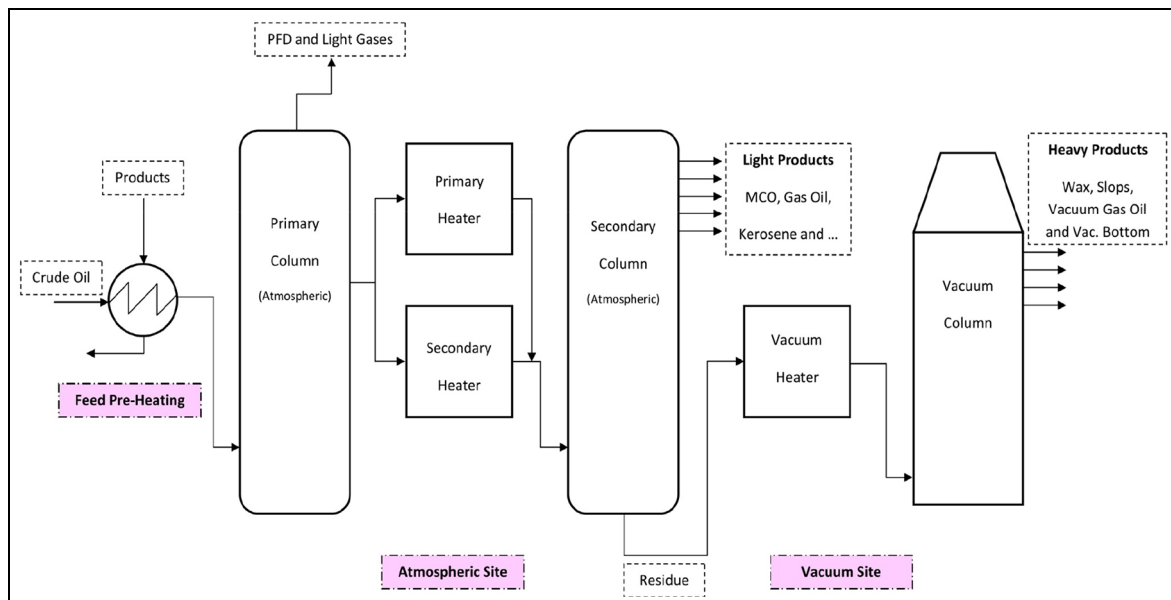 PFD and Light Gases
Products
Crude Oil
Feed Pre-Heating
Primary
Column
(Atmospheric)
Primary
Heater
Secondary
Heater
Atmospheric Site
Secondary
Column
(Atmospheric)
Light Products
MCO, Gas Oil,
Kerosene and ...
Residue
Vacuum
Heater
Vacuum Site
Vacuum
Column
Heavy Products
Wax, Slops,
Vacuum Gas Oil
and Vac. Bottom